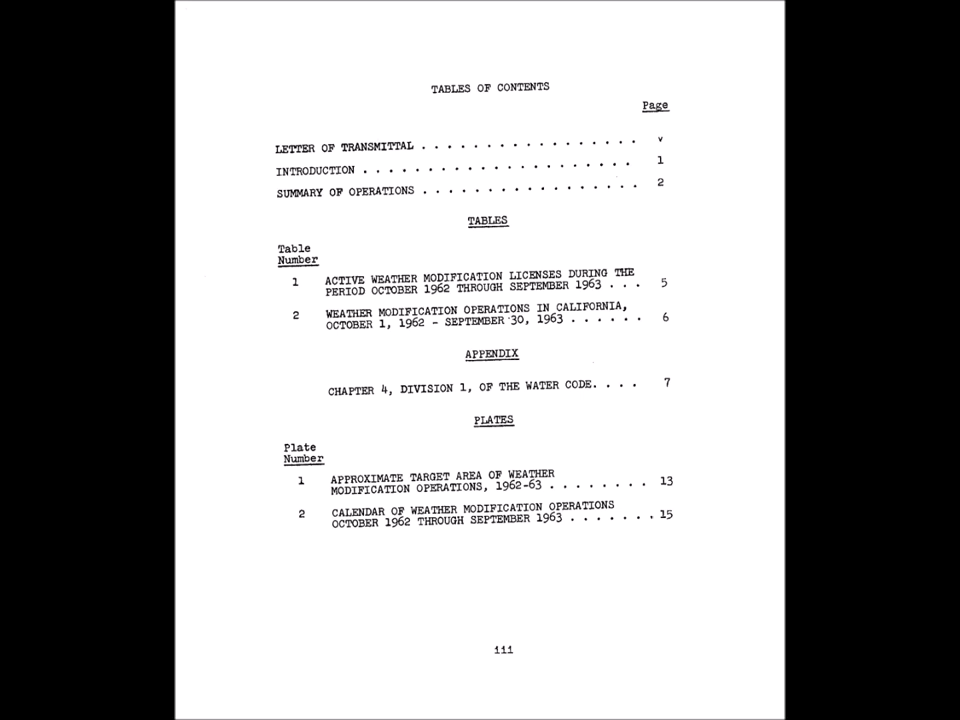 TABLES OF CONTENTS
Page
LETTER OF TRANSMITTAL . . . . . . . . . . . . . . . . . v
INTRODUCTION . . . . . . . . . . . . . . . . . . . . . 1
SUMMARY OF OPERATIONS . . . . . . . . . . . . . . . . . 2
TABLES
Table
Number
1 ACTIVE WEATHER MODIFICATION LICENSES DURING THE
PERIOD OCTOBER 1962 THROUGH SEPTEMBER 1963 . . . 5
2 WEATHER MODIFICATION OPERATIONS IN CALIFORNIA,
OCTOBER 1, 1962 - SEPTEMBER 30, 1963 . . . . . . 6
APPENDIX
CHAPTER 4, DIVISION 1, OF THE WATER CODE. . . . 7
PLATES
Plate
Number
1 APPROXIMATE TARGET AREA OF WEATHER
MODIFICATION OPERATIONS, 1962-63 . . . . . . . . 13
2 CALENDAR OF WEATHER MODIFICATION OPERATIONS
OCTOBER 1962 THROUGH SEPTEMBER 1963 . . . . . . . 15
iii